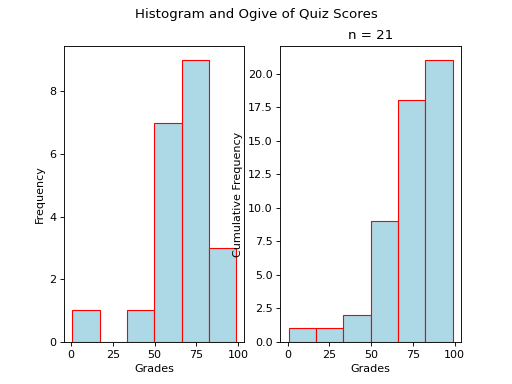 Histogram and Ogive of Quiz Scores
n = 21
8
6
4
2
0
Frequency
0 25 50 75 100
Grades
20.0
17.5
15.0
12.5
10.0
7.5
5.0
2.5
0.0
Cumulative Frequency
0 25 50 75 100
Grades